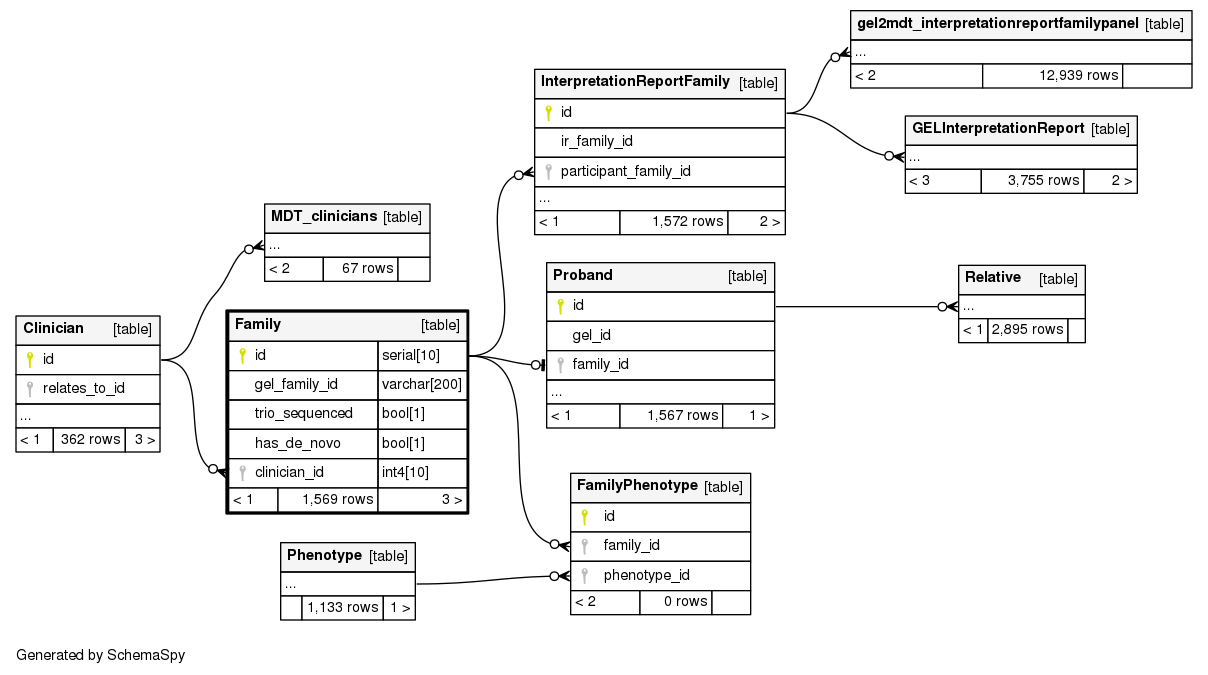 gel2mdt_interpretationreportfamilypanel [table]
...
< 2 12,939 rows
InterpretationReportFamily [table]
id
ir_family_id
participant_family_id
...
< 1 1,572 rows 2 >
GELInterpretationReport [table]
...
< 3 3,755 rows 2 >
MDT_clinicians [table]
...
< 2 67 rows
Proband [table]
id
gel_id
family_id
...
< 1 1,567 rows 1 >
Relative [table]
...
< 1 2,895 rows
Clinician [table]
id
relates_to_id
...
< 1 362 rows 3 >
Family [table]
id serial[10]
gel_family_id varchar[200]
trio_sequenced bool[1]
has_de_novo bool[1]
clinician_id int4[10]
< 1 1,569 rows 3 >
FamilyPhenotype [table]
id
family_id
phenotype_id
< 2 0 rows
Phenotype [table]
...
1,133 rows 1 >
Generated by SchemaSpy